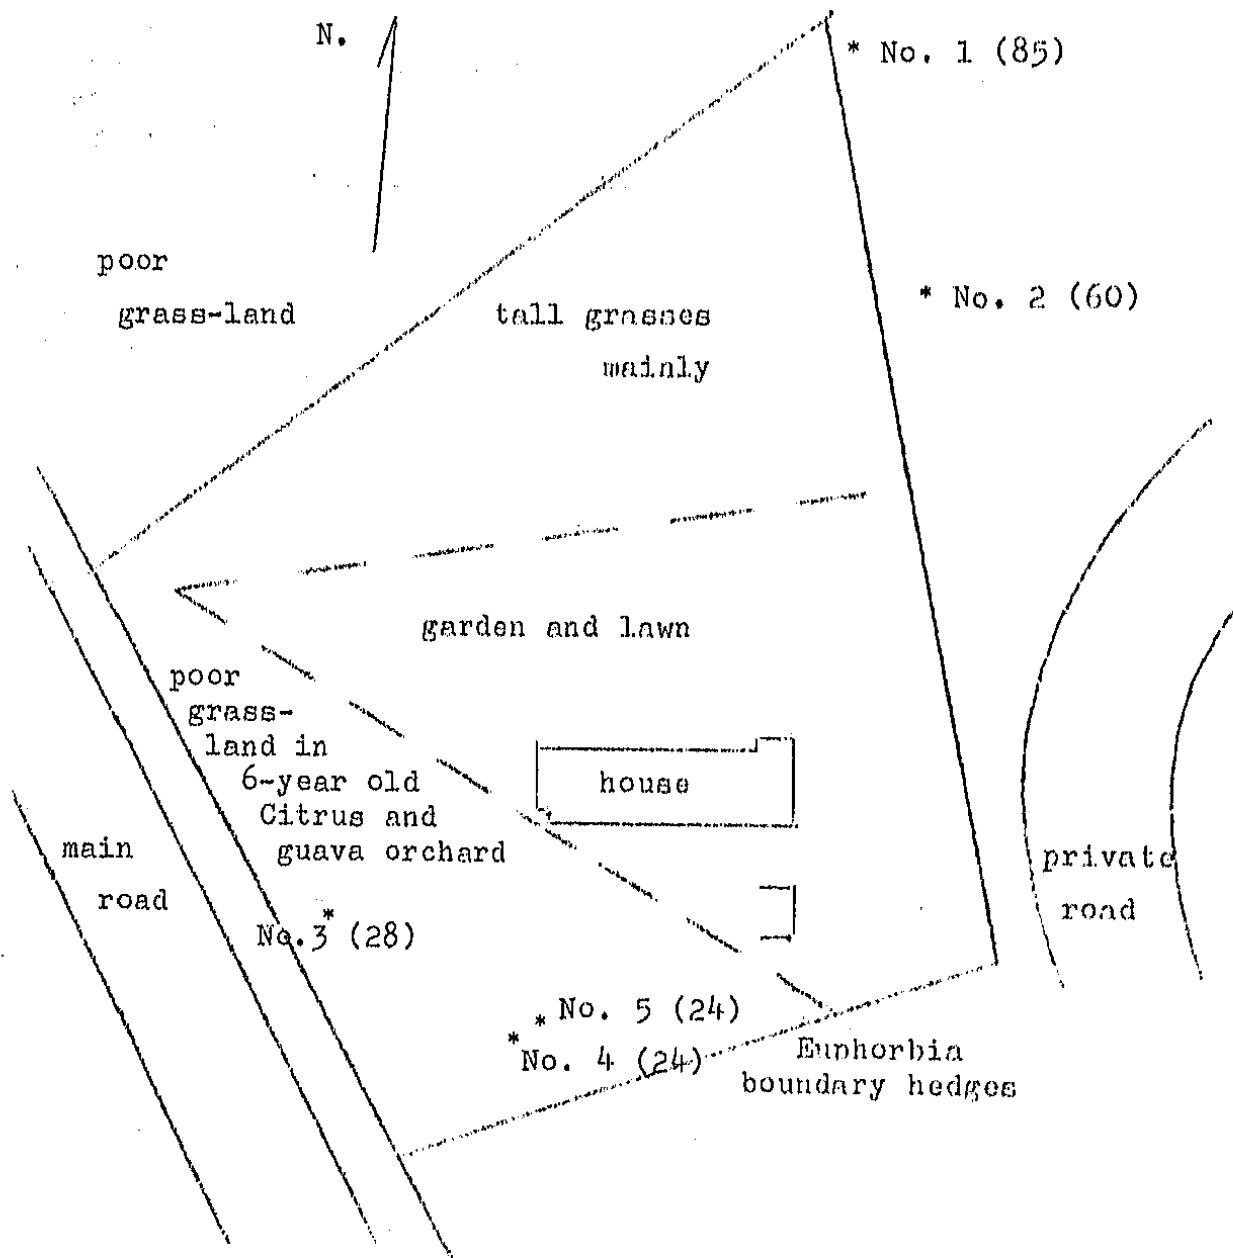 N.
* No. 1 (85)
poor
grass-land
tall grasses
mainly
* No. 2 (60)
garden and lawn
poor
grass-
land in
6-year old
Citrus and
guava orchard
house
main
road
private
road
No.3* (28)
* No. 5 (24)
* No. 4 (24)
Euphorbia
boundary hedges